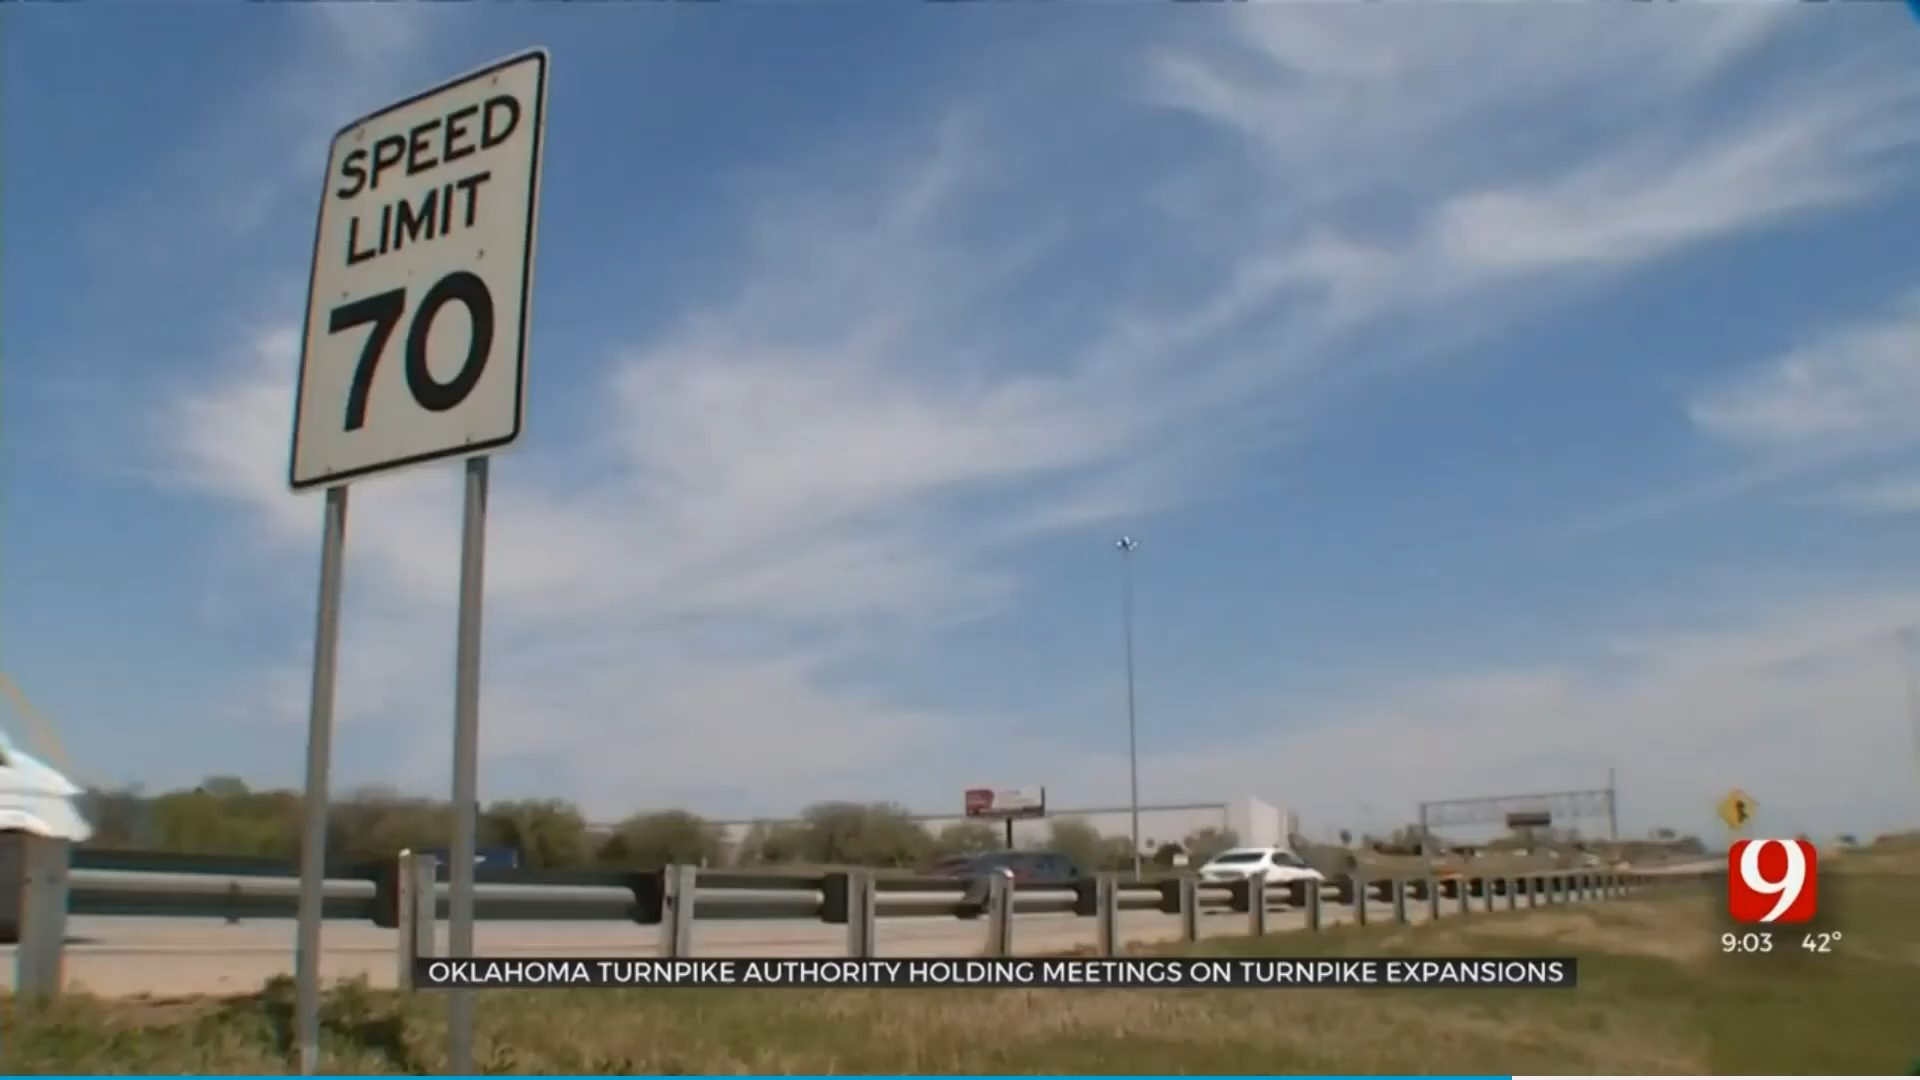 SPEED
LIMIT
70
9
9:03 42°
OKLAHOMA TURNPIKE AUTHORITY HOLDING MEETINGS ON TURNPIKE EXPANSIONS